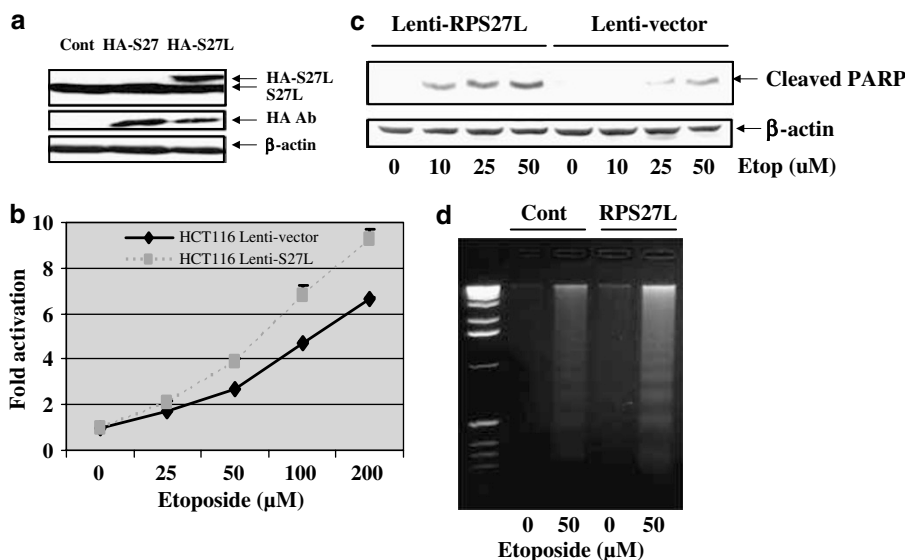 a
Cont HA-S27 HA-S27L
HA-S27L
S27L
HA Ab
β-actin
b
Fold activation
10
8
6
4
2
0
HCT116 Lenti-vector
HCT116 Lenti-S27L
0 25 50 100 200
Etoposide (µM)
c
Lenti-RPS27L Lenti-vector
Cleaved PARP
β-actin
0 10 25 50 0 10 25 50 Etop (uM)
d
Cont RPS27L
0 50 0 50
Etoposide (µM)